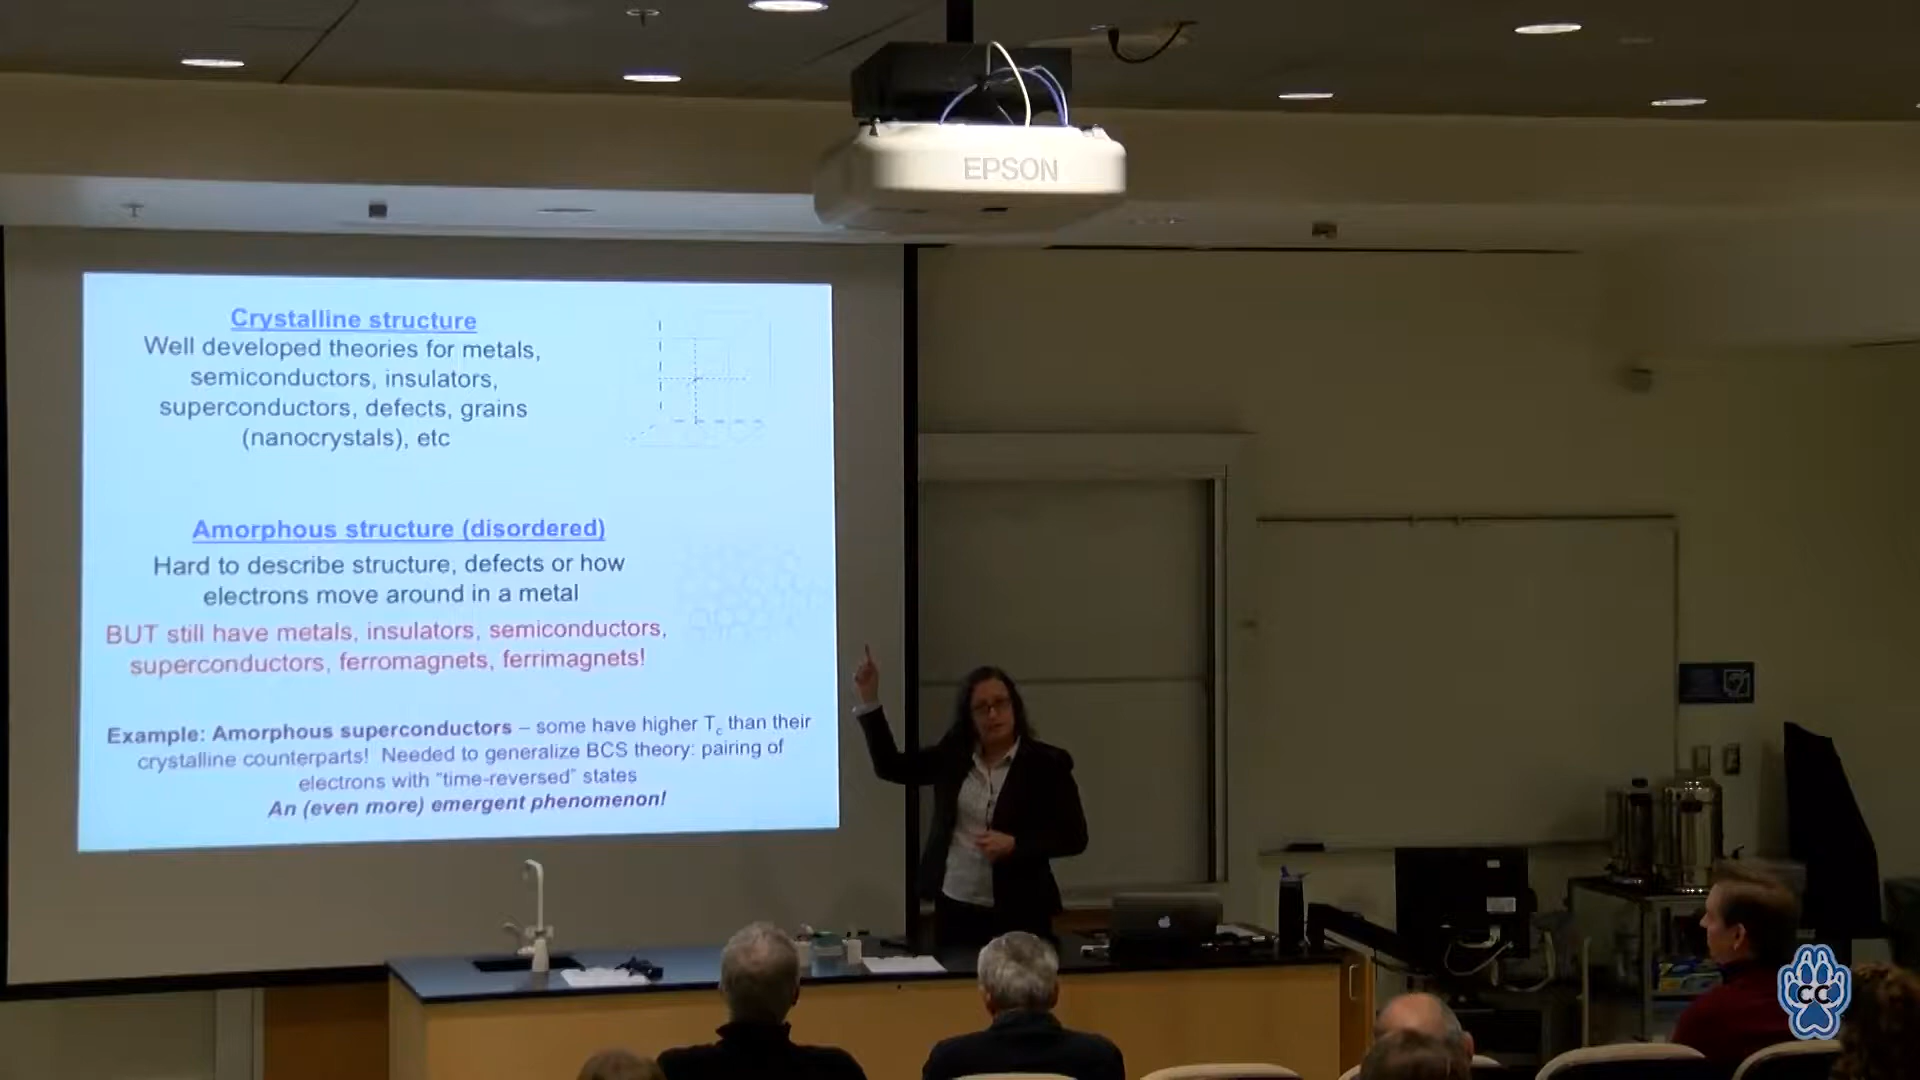 EPSON
Crystalline structure
Well developed theories for metals,
semiconductors, insulators,
superconductors, defects, grains
(nanocrystals), etc
Amorphous structure (disordered)
Hard to describe structure, defects or how
electrons move around in a metal
BUT still have metals, insulators, semiconductors,
superconductors, ferromagnets, ferrimagnets!
Example: Amorphous superconductors – some have higher Tc than their
crystalline counterparts! Needed to generalize BCS theory: pairing of
electrons with "time-reversed" states
An (even more) emergent phenomenon!
CC